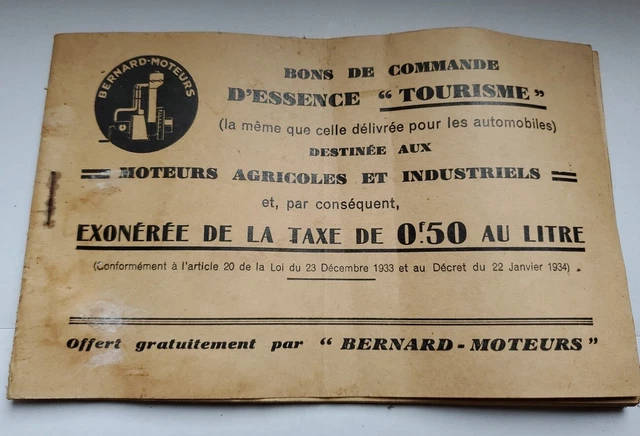 BERNARD-MOTEURS
BONS DE COMMANDE
D'ESSENCE “ TOURISME ”
(la même que celle délivrée pour les automobiles)
DESTINÉE AUX
MOTEURS AGRICOLES ET INDUSTRIELS
et, par conséquent,
EXONÉRÉE DE LA TAXE DE 0f.50 AU LITRE
(Conformément à l'article 20 de la Loi du 23 Décembre 1933 et au Décret du 22 Janvier 1934)
Offert gratuitement par “ BERNARD-MOTEURS ”